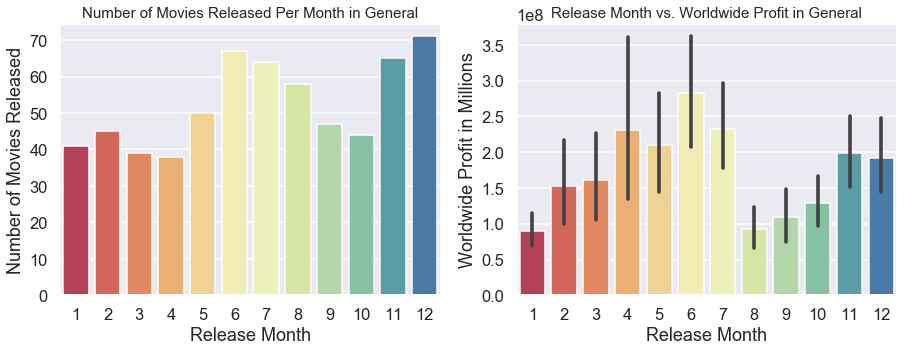 Number of Movies Released Per Month in General
Number of Movies Released
70
60
50
40
30
20
10
0
1 2 3 4 5 6 7 8 9 10 11 12
Release Month
1e8
Release Month vs. Worldwide Profit in General
Worldwide Profit in Millions
3.5
3.0
2.5
2.0
1.5
1.0
0.5
0.0
1 2 3 4 5 6 7 8 9 10 11 12
Release Month